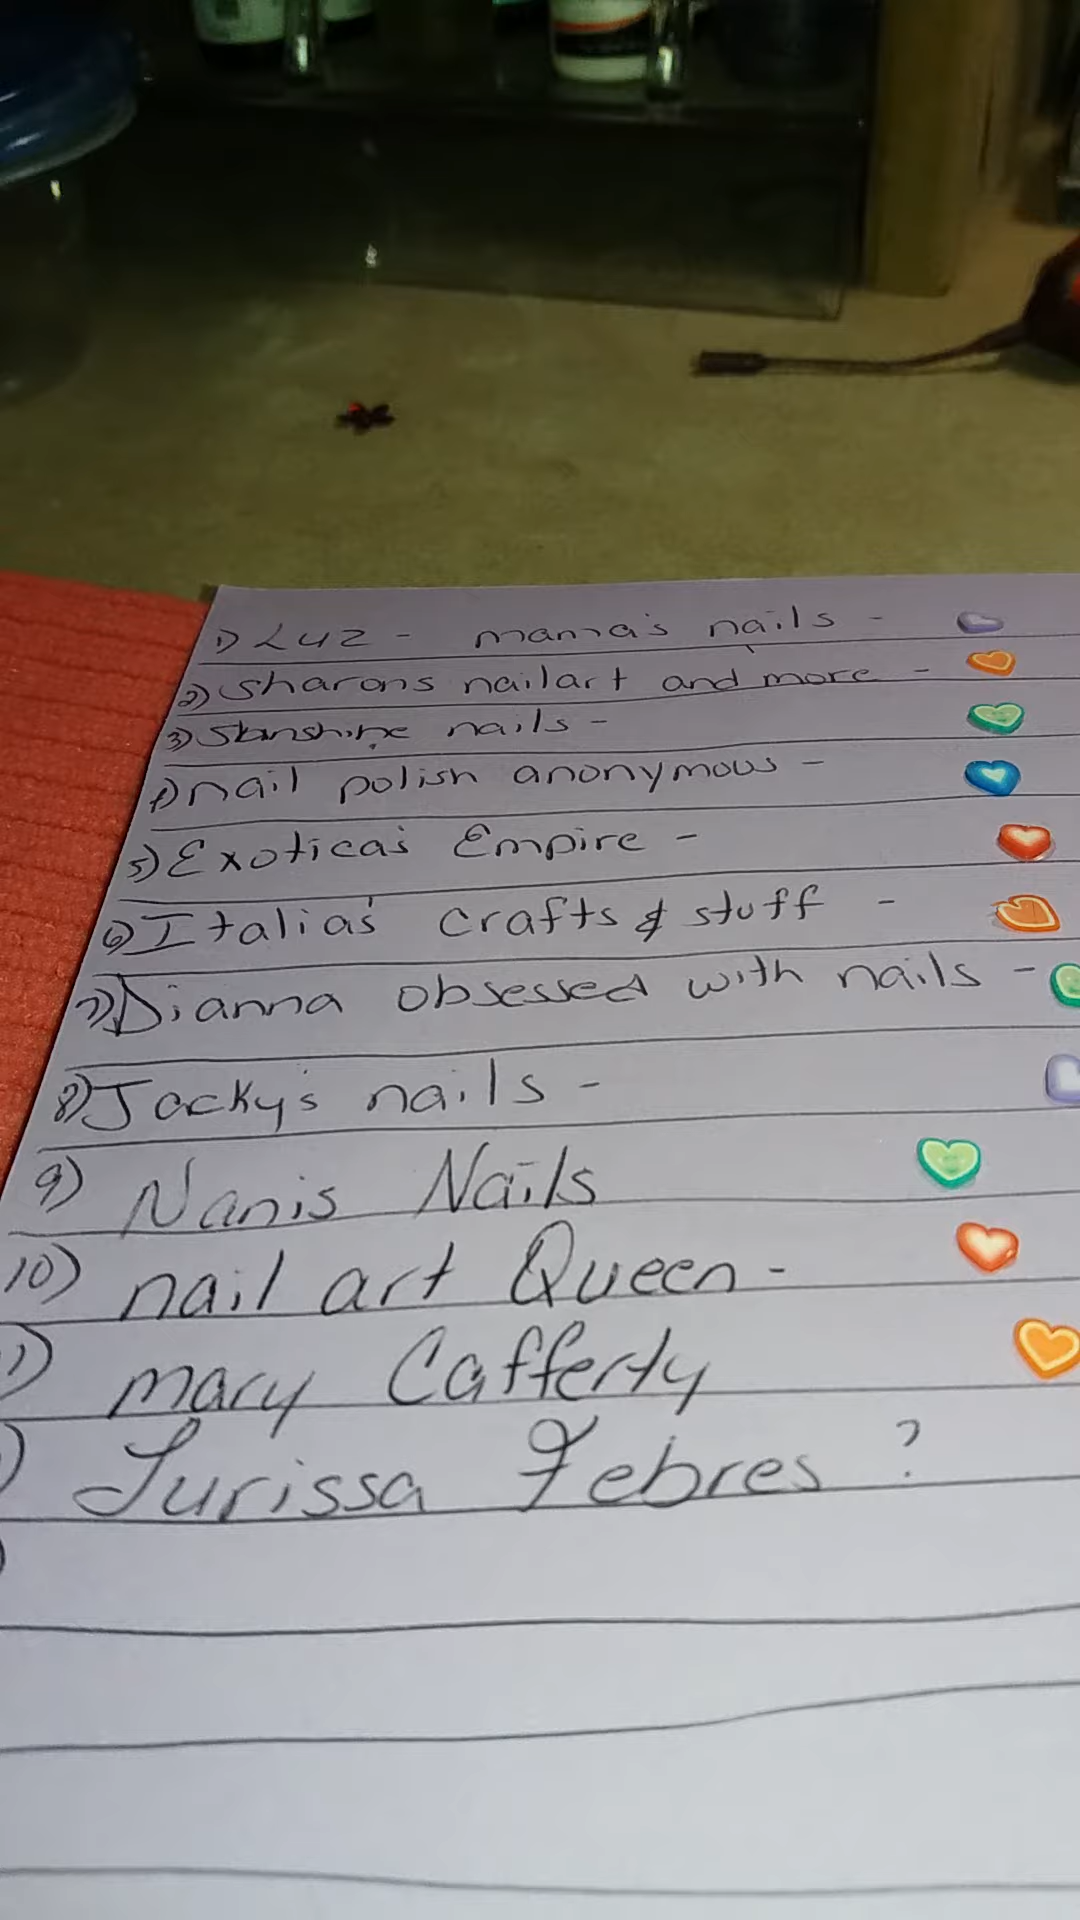 1) Luz - mama's nails -
2) Sharons nailart and more -
3) Stanshine nails -
4) nail polish anonymous -
5) Exotica's Empire -
6) Italia's crafts & stuff -
7) Dianna obsessed with nails -
8) Jacky's nails -
9) Nanis Nails
10) nail art Queen -
1) mary Cafferty
) Jurissa Febres ?
)